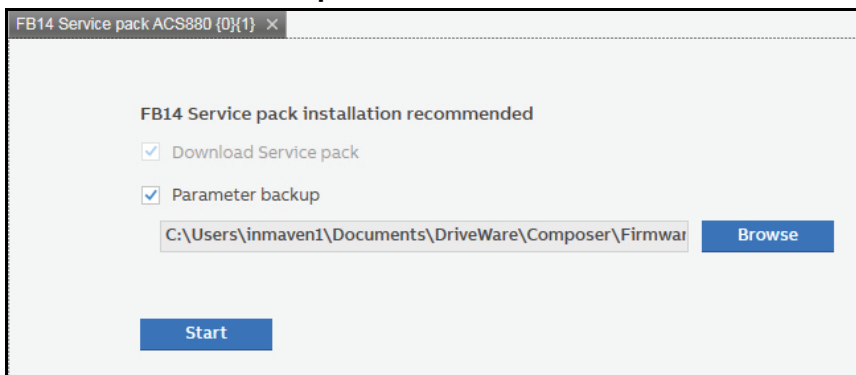 FB14 Service pack ACS880 {0}{1} ×
FB14 Service pack installation recommended
Download Service pack
Parameter backup
C:\Users\inmaven1\Documents\DriveWare\Composer\Firmwar
Browse
Start